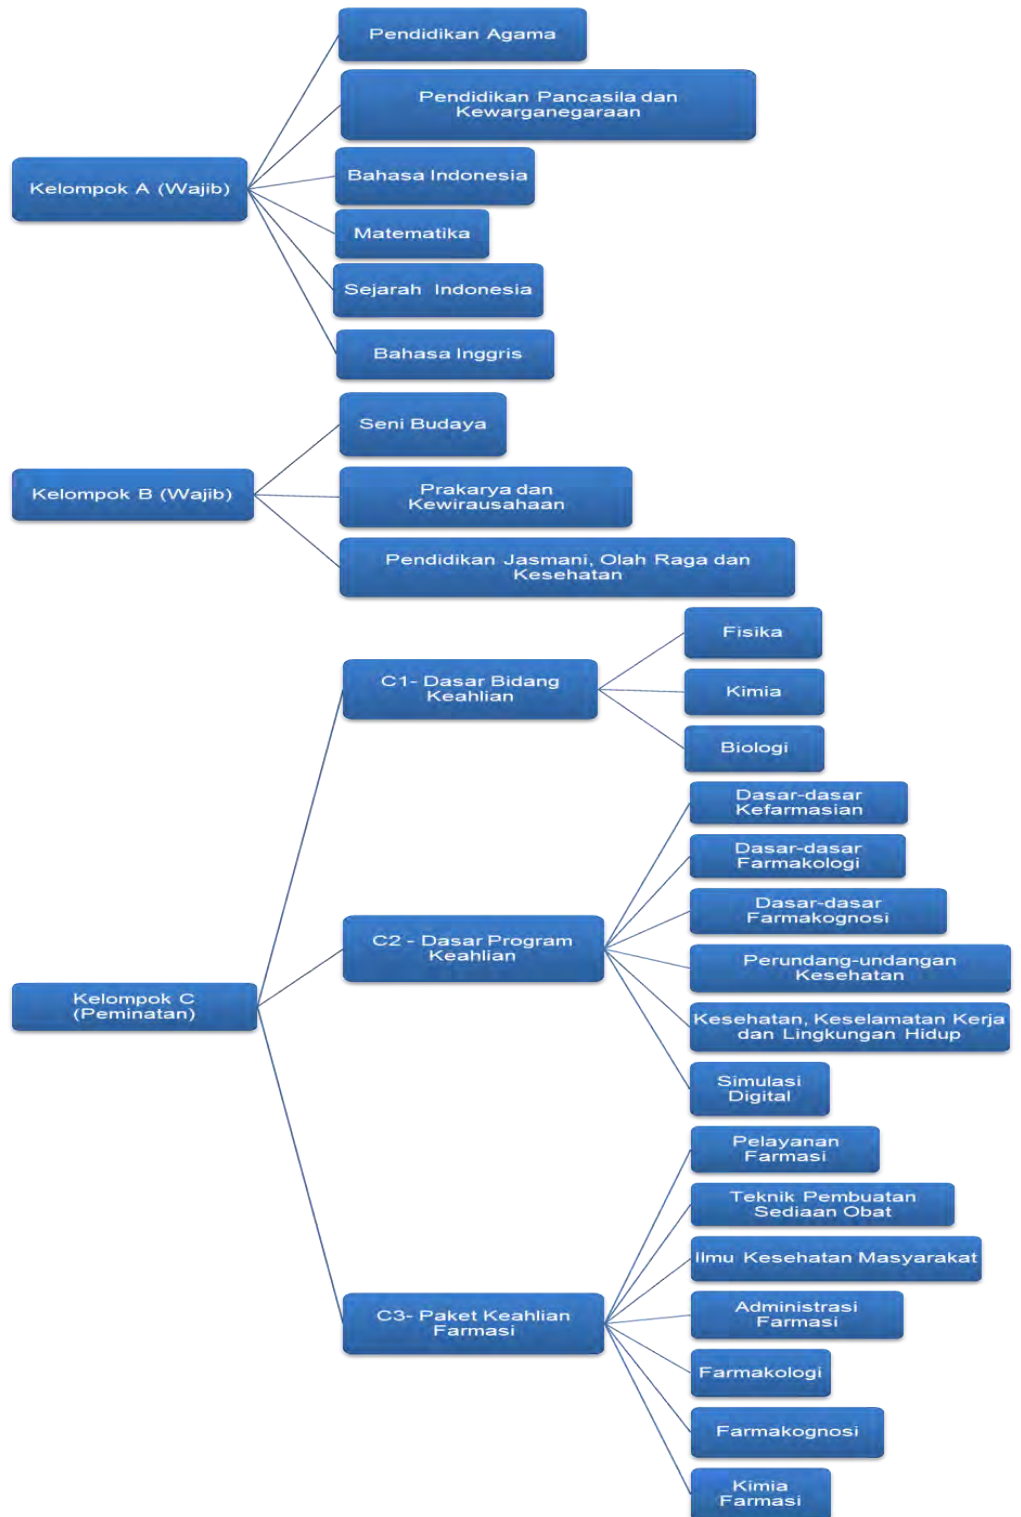 Kelompok A (Wajib)
Pendidikan Agama
Pendidikan Pancasila dan
Kewarganegaraan
Bahasa Indonesia
Matematika
Sejarah Indonesia
Bahasa Inggris
Kelompok B (Wajib)
Seni Budaya
Prakarya dan
Kewirausahaan
Pendidikan Jasmani, Olah Raga dan
Kesehatan
Kelompok C
(Peminatan)
C1- Dasar Bidang
Keahlian
Fisika
Kimia
Biologi
C2 - Dasar Program
Keahlian
Dasar-dasar
Kefarmasian
Dasar-dasar
Farmakologi
Dasar-dasar
Farmakognosi
Perundang-undangan
Kesehatan
Kesehatan, Keselamatan Kerja
dan Lingkungan Hidup
Simulasi
Digital
C3- Paket Keahlian
Farmasi
Pelayanan
Farmasi
Teknik Pembuatan
Sediaan Obat
Ilmu Kesehatan Masyarakat
Administrasi
Farmasi
Farmakologi
Farmakognosi
Kimia
Farmasi